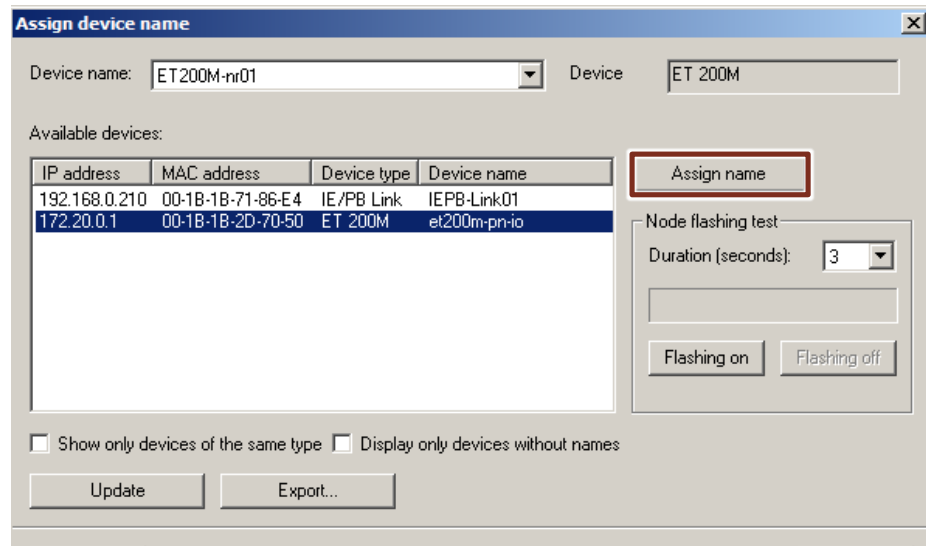 Assign device name
Device name: ET200M-nr01 Device ET 200M
Available devices:
IP address MAC address Device type Device name
192.168.0.210 00-1B-1B-71-86-E4 IE/PB Link IEPB-Link01
172.20.0.1 00-1B-1B-2D-70-50 ET 200M et200m-pn-io
Assign name
Node flashing test
Duration (seconds): 3
Flashing on Flashing off
Show only devices of the same type Display only devices without names
Update Export...